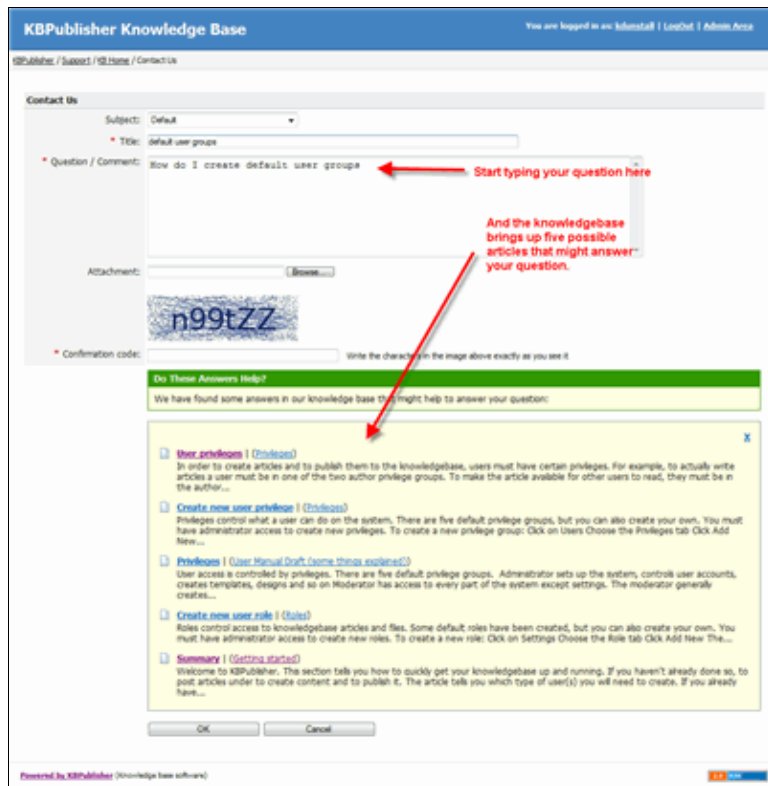 KBPublisher Knowledge Base
You are logged in as: kdunstall | LogOut | Admin Area
KBPublisher / Support / KB Home / Contact Us
Contact Us
Subject: Default
* Title: default user groups
* Question / Comment: How do I create default user groups
Start typing your question here
And the knowledgebase
brings up five possible
articles that might answer
your question.
Attachment: Browse...
n99tZZ
* Confirmation code: Write the characters in the image above exactly as you see it
Do These Answers Help?
We have found some answers in our knowledge base that might help to answer your question:
X
User privileges | (Privileges)
In order to create articles and to publish them to the knowledgebase, users must have certain privileges. For example, to actually write
articles a user must be in one of the two author privilege groups. To make the article available for other users to read, they must be in
the author...
Create new user privilege | (Privileges)
Privileges control what a user can do on the system. There are five default privilege groups, but you can also create your own. You must
have administrator access to create new privileges. To create a new privilege group: Click on Users Choose the Privileges tab Click Add
New...
Privileges | (User Manual Draft (some things explained))
User access is controlled by privileges. There are five default privilege groups. Administrator sets up the system, controls user accounts,
creates templates, designs and so on Moderator has access to every part of the system except settings. The moderator generally
creates...
Create new user role | (Roles)
Roles control access to knowledgebase articles and files. Some default roles have been created, but you can also create your own. You
must have administrator access to create new roles. To create a new role: Click on Settings Choose the Role tab Click Add New The...
Summary | (Getting started)
Welcome to KBPublisher. This section tells you how to quickly get your knowledgebase up and running. If you haven't already done so, to
post articles under to create content and to publish it. The article tells you which type of user(s) you will need to create. If you already
have...
OK Cancel
Powered by KBPublisher (Knowledge base software)